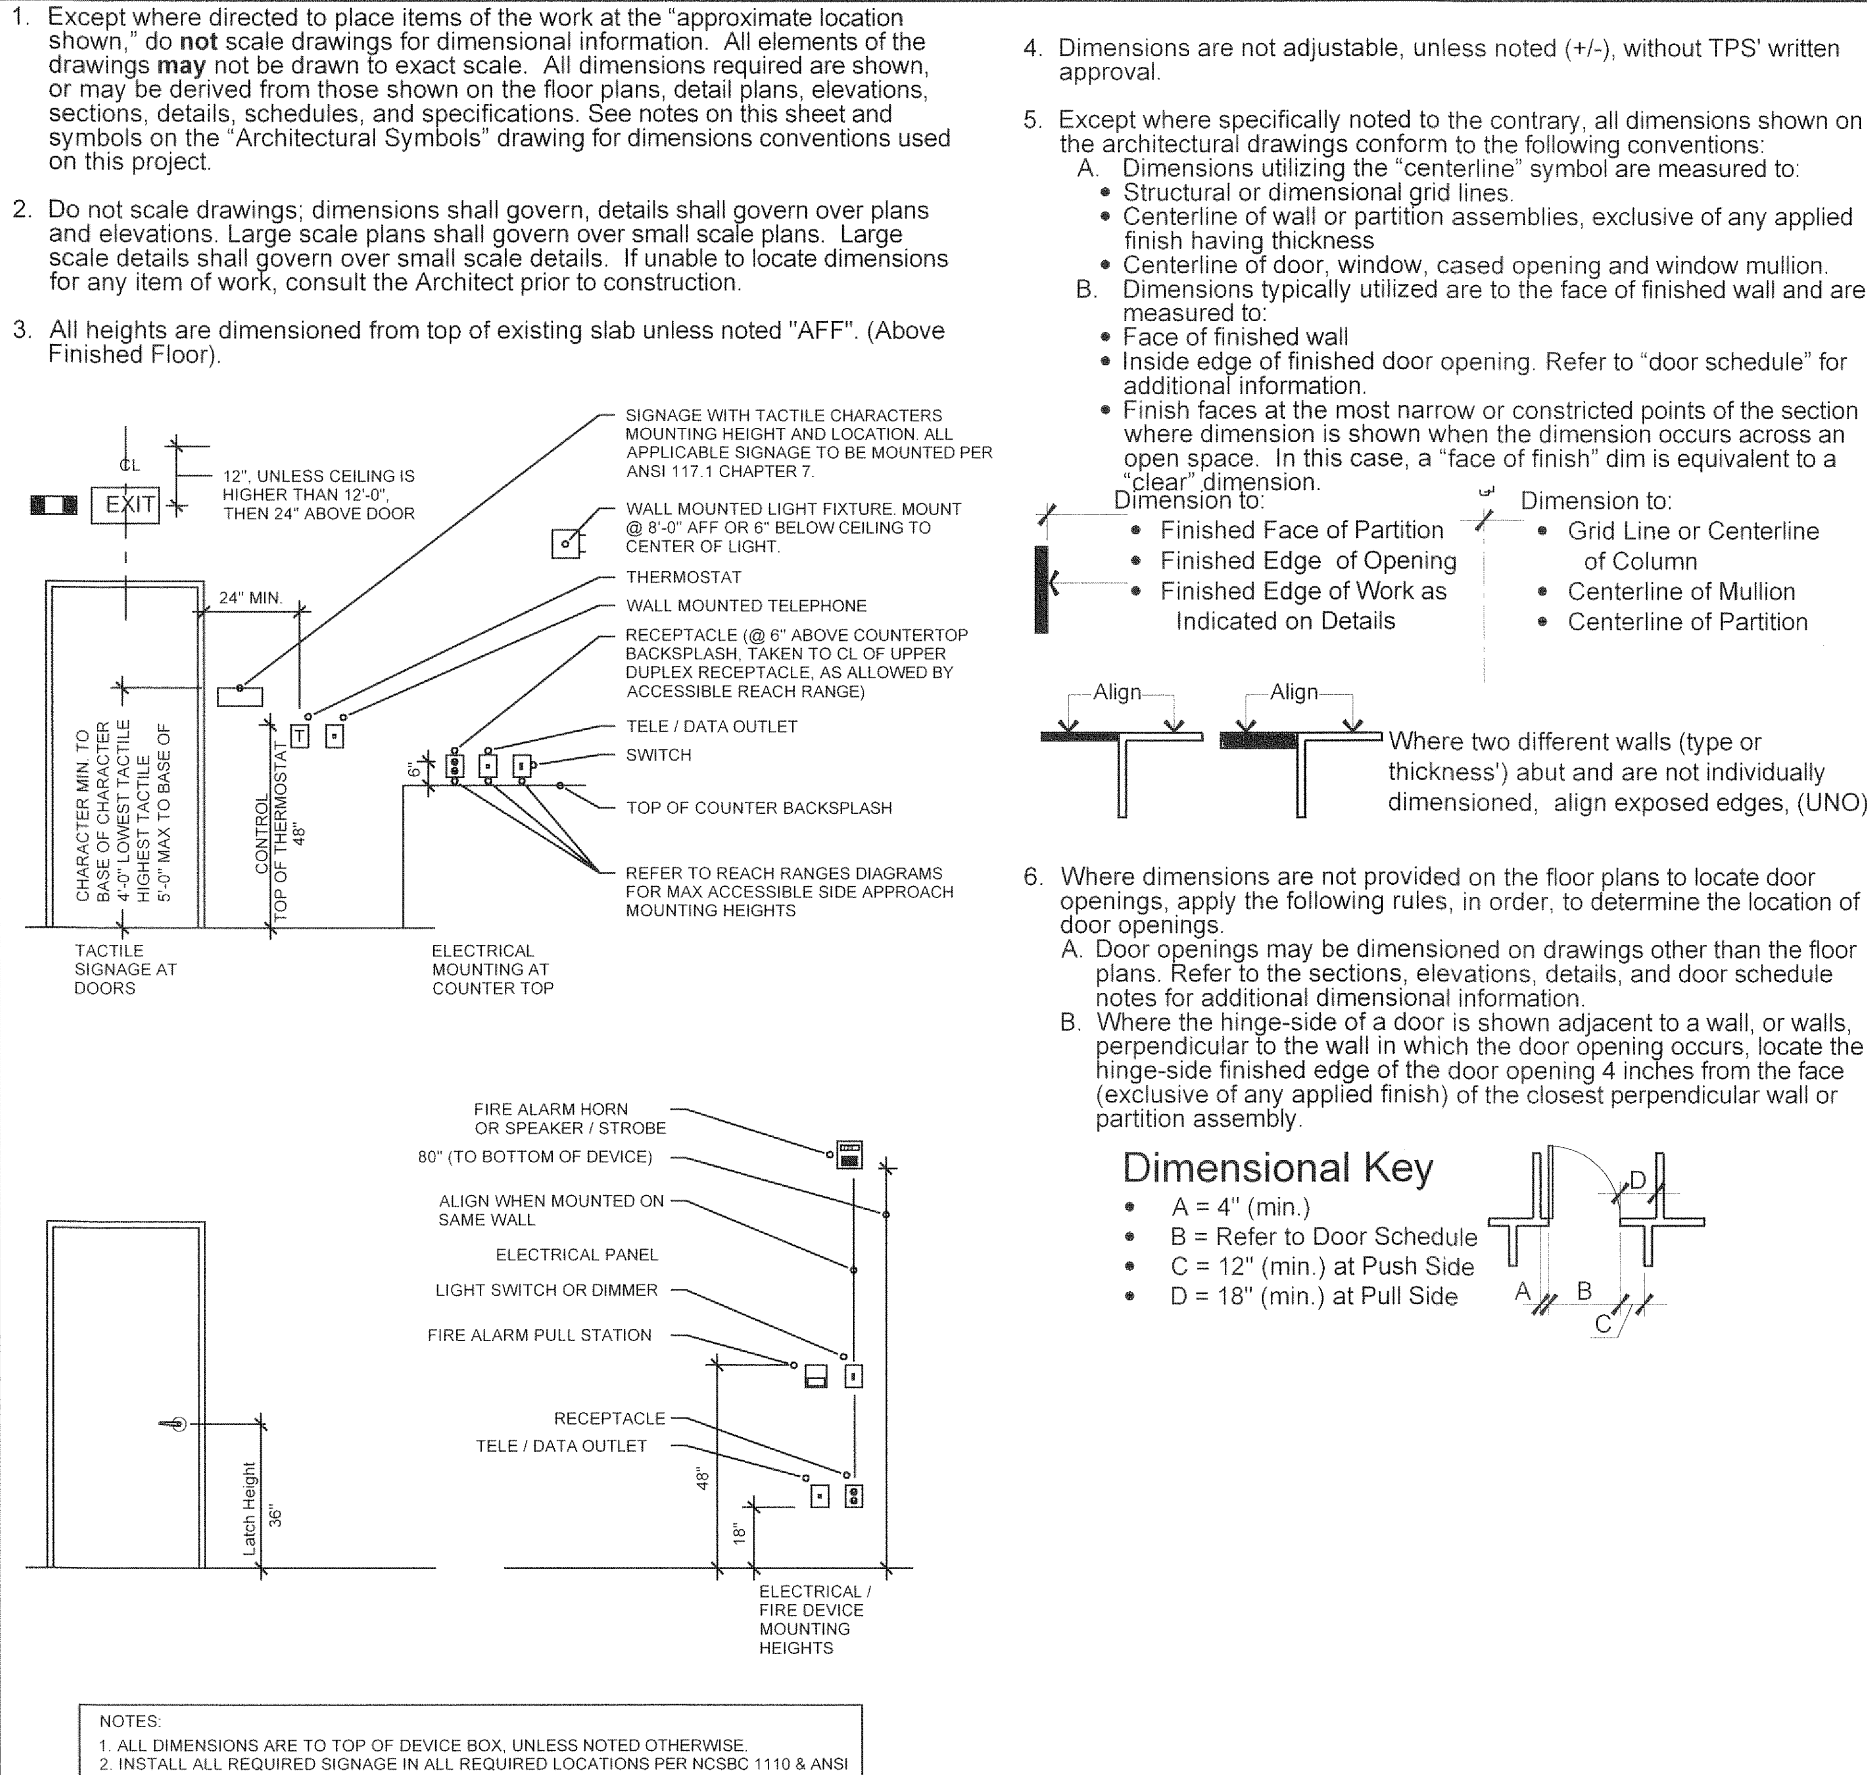 1. Except where directed to place items of the work at the “approximate location
shown,” do not scale drawings for dimensional information. All elements of the
drawings may not be drawn to exact scale. All dimensions required are shown,
or may be derived from those shown on the floor plans, detail plans, elevations,
sections, details, schedules, and specifications. See notes on this sheet and
symbols on the “Architectural Symbols” drawing for dimensions conventions used
on this project.
2. Do not scale drawings; dimensions shall govern, details shall govern over plans
and elevations. Large scale plans shall govern over small scale plans. Large
scale details shall govern over small scale details. If unable to locate dimensions
for any item of work, consult the Architect prior to construction.
3. All heights are dimensioned from top of existing slab unless noted "AFF". (Above
Finished Floor).
CL
EXIT
12", UNLESS CEILING IS
HIGHER THAN 12'-0",
THEN 24" ABOVE DOOR
24" MIN.
SIGNAGE WITH TACTILE CHARACTERS
MOUNTING HEIGHT AND LOCATION. ALL
APPLICABLE SIGNAGE TO BE MOUNTED PER
ANSI 117.1 CHAPTER 7.
WALL MOUNTED LIGHT FIXTURE. MOUNT
@ 8'-0" AFF OR 6" BELOW CEILING TO
CENTER OF LIGHT.
THERMOSTAT
WALL MOUNTED TELEPHONE
RECEPTACLE (@ 6" ABOVE COUNTERTOP
BACKSPLASH, TAKEN TO CL OF UPPER
DUPLEX RECEPTACLE, AS ALLOWED BY
ACCESSIBLE REACH RANGE)
TELE / DATA OUTLET
SWITCH
TOP OF COUNTER BACKSPLASH
REFER TO REACH RANGES DIAGRAMS
FOR MAX ACCESSIBLE SIDE APPROACH
MOUNTING HEIGHTS
CHARACTER MIN. TO
BASE OF CHARACTER
4'-0" LOWEST TACTILE
HIGHEST TACTILE
5'-0" MAX TO BASE OF
CONTROL
TOP OF THERMOSTAT
48"
T
6"
TACTILE
SIGNAGE AT
DOORS
ELECTRICAL
MOUNTING AT
COUNTER TOP
FIRE ALARM HORN
OR SPEAKER / STROBE
80" (TO BOTTOM OF DEVICE)
ALIGN WHEN MOUNTED ON
SAME WALL
ELECTRICAL PANEL
LIGHT SWITCH OR DIMMER
FIRE ALARM PULL STATION
RECEPTACLE
TELE / DATA OUTLET
Latch Height
36"
48"
18"
ELECTRICAL /
FIRE DEVICE
MOUNTING
HEIGHTS
NOTES:
1. ALL DIMENSIONS ARE TO TOP OF DEVICE BOX, UNLESS NOTED OTHERWISE.
2. INSTALL ALL REQUIRED SIGNAGE IN ALL REQUIRED LOCATIONS PER NCSBC 1110 & ANSI
4. Dimensions are not adjustable, unless noted (+/-), without TPS' written
approval.
5. Except where specifically noted to the contrary, all dimensions shown on
the architectural drawings conform to the following conventions:
A. Dimensions utilizing the “centerline” symbol are measured to:
• Structural or dimensional grid lines.
• Centerline of wall or partition assemblies, exclusive of any applied
finish having thickness
• Centerline of door, window, cased opening and window mullion.
B. Dimensions typically utilized are to the face of finished wall and are
measured to:
• Face of finished wall
• Inside edge of finished door opening. Refer to “door schedule” for
additional information.
• Finish faces at the most narrow or constricted points of the section
where dimension is shown when the dimension occurs across an
open space. In this case, a “face of finish” dim is equivalent to a
“clear” dimension.
Dimension to:
• Finished Face of Partition
• Finished Edge of Opening
• Finished Edge of Work as
Indicated on Details
Dimension to:
• Grid Line or Centerline
of Column
• Centerline of Mullion
• Centerline of Partition
Align
Align
Where two different walls (type or
thickness') abut and are not individually
dimensioned, align exposed edges, (UNO)
6. Where dimensions are not provided on the floor plans to locate door
openings, apply the following rules, in order, to determine the location of
door openings.
A. Door openings may be dimensioned on drawings other than the floor
plans. Refer to the sections, elevations, details, and door schedule
notes for additional dimensional information.
B. Where the hinge-side of a door is shown adjacent to a wall, or walls,
perpendicular to the wall in which the door opening occurs, locate the
hinge-side finished edge of the door opening 4 inches from the face
(exclusive of any applied finish) of the closest perpendicular wall or
partition assembly.
Dimensional Key
• A = 4" (min.)
• B = Refer to Door Schedule
• C = 12" (min.) at Push Side
• D = 18" (min.) at Pull Side
D
A
B
C